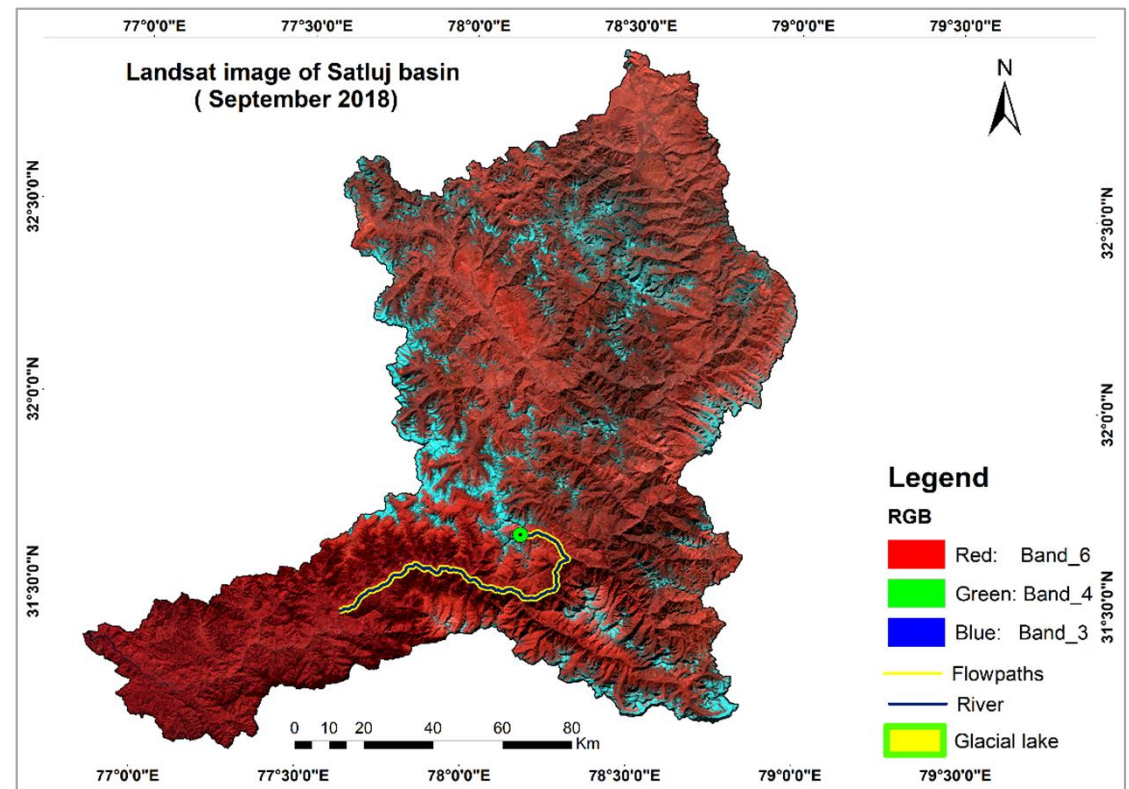 77°0'0"E 77°30'0"E 78°0'0"E 78°30'0"E 79°0'0"E 79°30'0"E
Landsat image of Satluj basin
( September 2018)
N
32°30'0"N
32°30'0"N
32°0'0"N
32°0'0"N
31°30'0"N
31°30'0"N
Legend
RGB
Red: Band_6
Green: Band_4
Blue: Band_3
Flowpaths
River
Glacial lake
0 10 20 40 60 80
Km
77°0'0"E 77°30'0"E 78°0'0"E 78°30'0"E 79°0'0"E 79°30'0"E